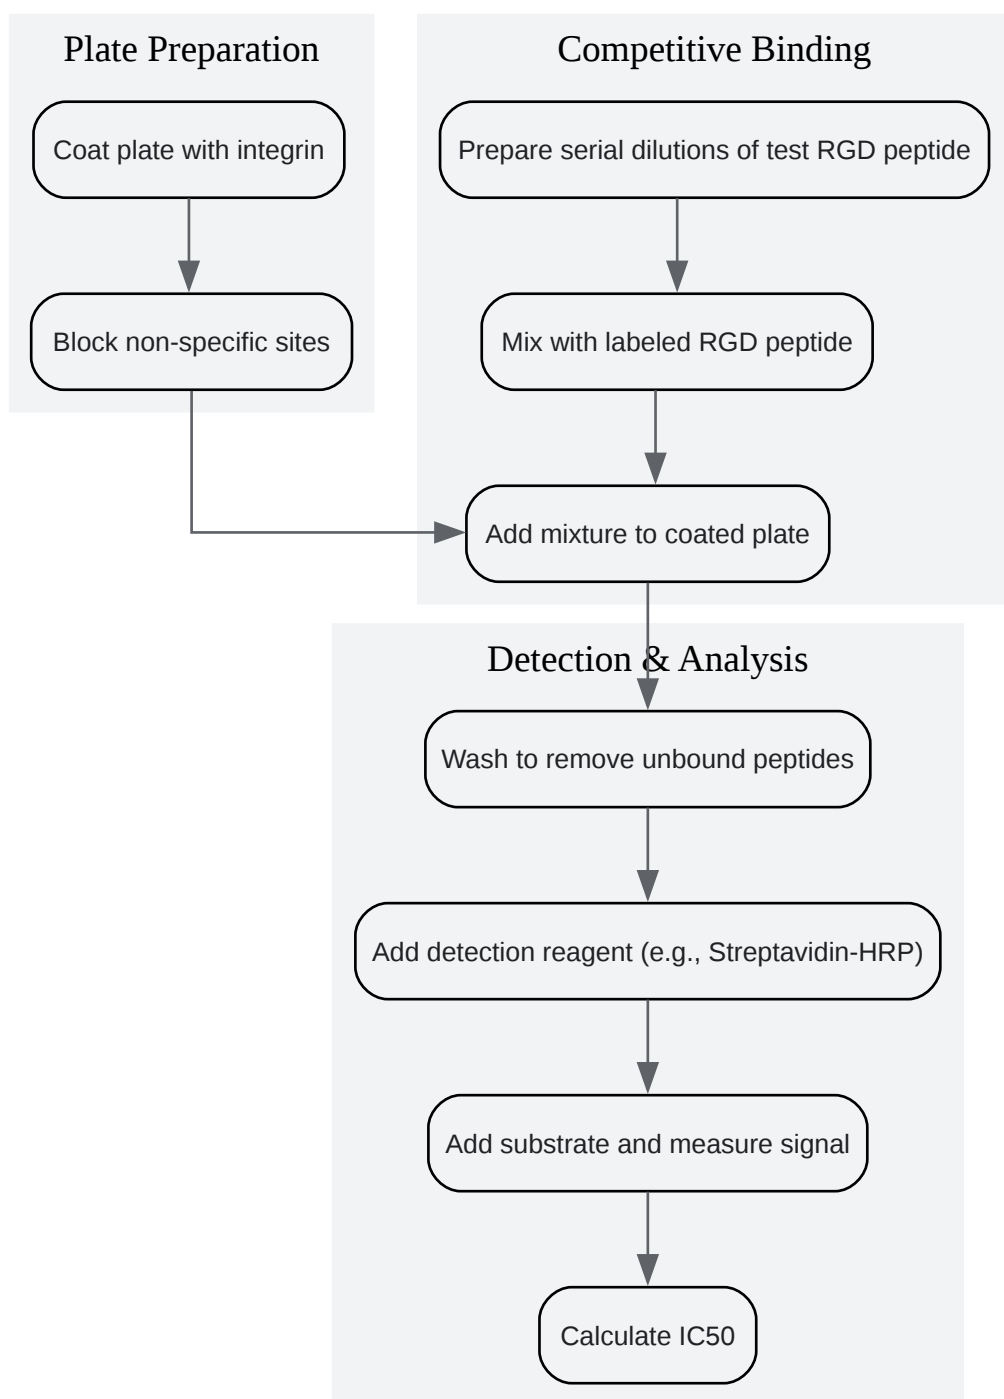 Plate Preparation
Coat plate with integrin
Block non-specific sites
Competitive Binding
Prepare serial dilutions of test RGD peptide
Mix with labeled RGD peptide
Add mixture to coated plate
Detection & Analysis
Wash to remove unbound peptides
Add detection reagent (e.g., Streptavidin-HRP)
Add substrate and measure signal
Calculate IC50